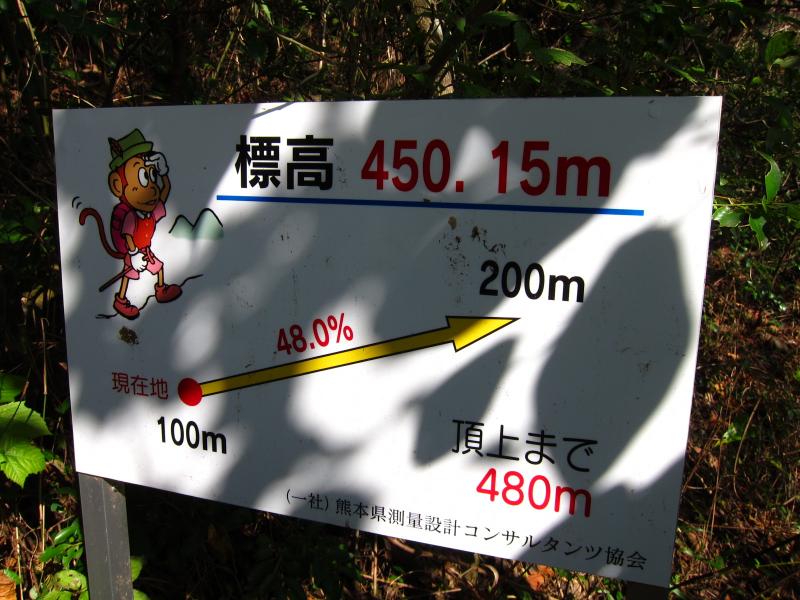 標高 450.15m
200m
48.0%
現在地
100m
頂上まで
480m
(一社)熊本県測量設計コンサルタンツ協会